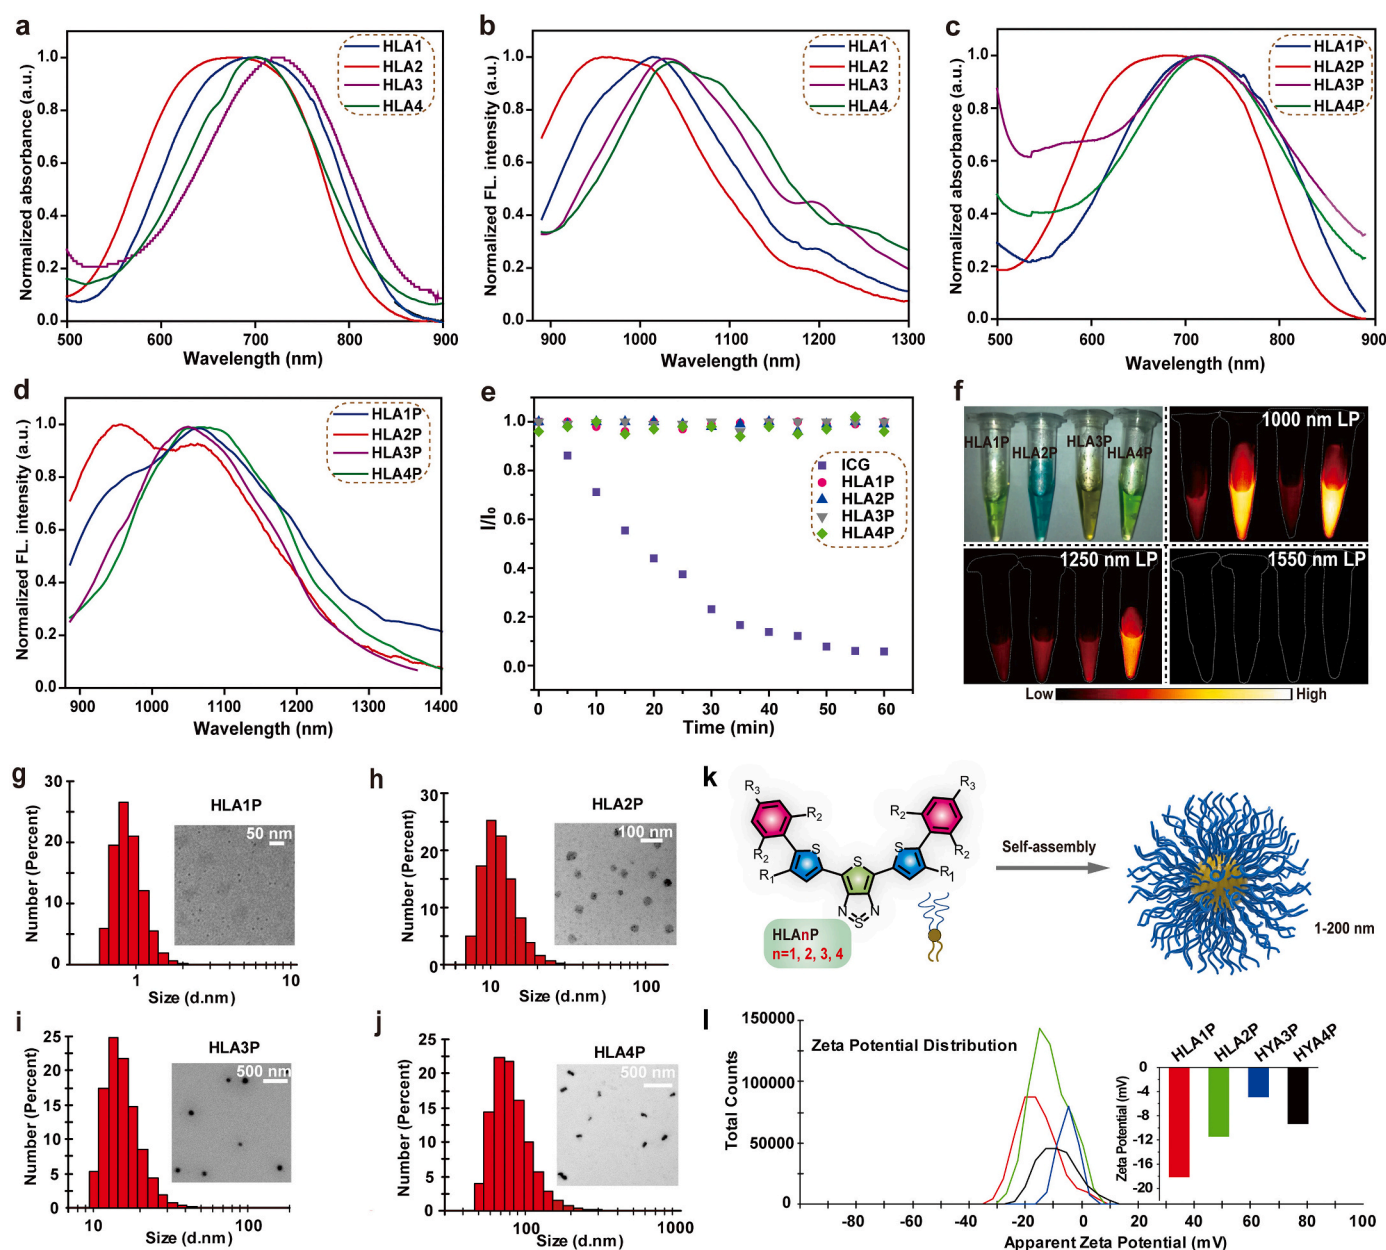 a
Normalized absorbance (a.u.)
1.0
0.8
0.6
0.4
0.2
0.0
500 600 700 800 900
Wavelength (nm)
HLA1
HLA2
HLA3
HLA4
b
Normalized FL. intensity (a.u.)
1.0
0.8
0.6
0.4
0.2
0.0
900 1000 1100 1200 1300
Wavelength (nm)
HLA1
HLA2
HLA3
HLA4
c
Normalized absorbance (a.u.)
1.0
0.8
0.6
0.4
0.2
0.0
500 600 700 800 900
Wavelength (nm)
HLA1P
HLA2P
HLA3P
HLA4P
d
Normalized FL. intensity (a.u.)
1.0
0.8
0.6
0.4
0.2
0.0
900 1000 1100 1200 1300 1400
Wavelength (nm)
HLA1P
HLA2P
HLA3P
HLA4P
e
I/I₀
1.0
0.8
0.6
0.4
0.2
0.0
0 10 20 30 40 50 60
Time (min)
ICG
HLA1P
HLA2P
HLA3P
HLA4P
f
HLA1P HLA2P HLA3P HLA4P
1000 nm LP
1250 nm LP
1550 nm LP
Low High
g
Number (Percent)
30
20
10
0
1 10
Size (d.nm)
HLA1P
50 nm
h
Number (Percent)
30
20
10
0
10 100
Size (d.nm)
HLA2P
100 nm
k
R3 R2 R2 R1
R3 R2 R2 R1
S S S
N N
S
HLAnP
n=1, 2, 3, 4
Self-assembly
1-200 nm
i
Number (Percent)
25
20
15
10
5
0
10 100
Size (d.nm)
HLA3P
500 nm
j
Number (Percent)
25
20
15
10
5
0
100 1000
Size (d.nm)
HLA4P
500 nm
l
Total Counts
150000
100000
50000
0
-80 -60 -40 -20 0 20 40 60 80 100
Apparent Zeta Potential (mV)
Zeta Potential Distribution
HLA1P
HLA2P
HYA3P
HYA4P
Zeta Potential (mV)
0
-4
-8
-12
-16
-20